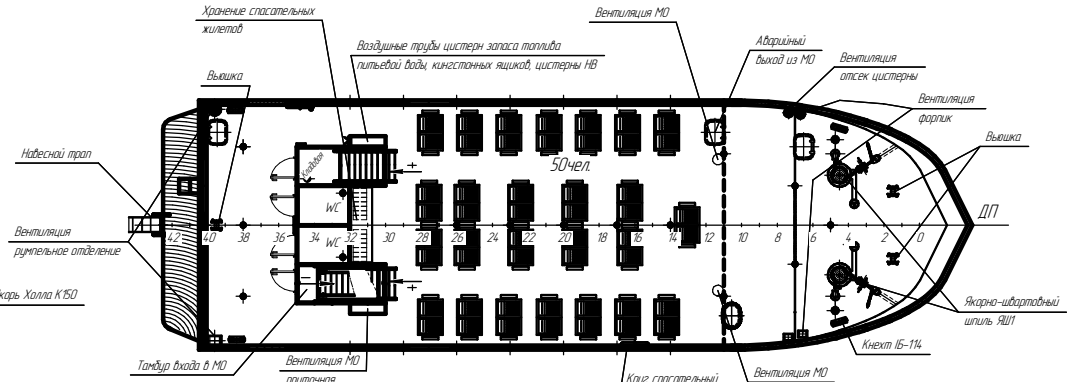 Хранение спасательных
жилетов
Вентиляция МО
Воздушные трубы цистерн запаса топлива
питьевой воды, кингстонных ящиков, цистерны НВ
Аварийный
выход из МО
Вентиляция
отсек цистерны
Вьюшка
Вентиляция
форпик
Вьюшка
Навесной трап
Кладовая
50чел.
WC
ДП
Вентиляция
румпельное отделение
42 40 38 36 34 32 30 28 26 24 22 20 18 16 14 12 10 8 6 4 2 0
WC
Якорь Холла К150
Якорно-швартовный
шпиль ЯШ1
Тамбур входа в МО
Вентиляция МО
приточная
Круг спасательный
Вентиляция МО
Кнехт IБ-114